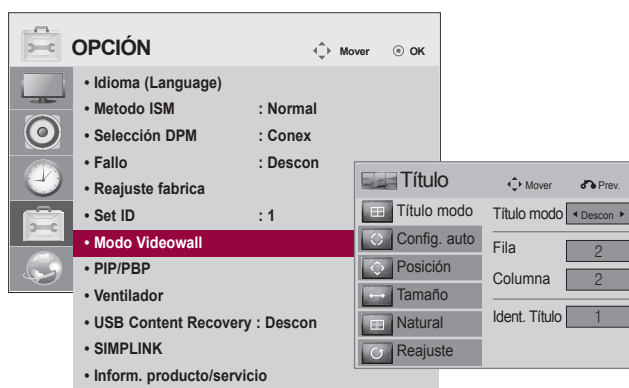 OPCIÓN Mover OK
• Idioma (Language)
• Metodo ISM : Normal
• Selección DPM : Conex
• Fallo : Descon
• Reajuste fabrica
• Set ID : 1
• Modo Videowall
• PIP/PBP
• Ventilador
• USB Content Recovery : Descon
• SIMPLINK
• Inform. producto/servicio
Título Mover Prev.
Título modo
Config. auto
Posición
Tamaño
Natural
Reajuste
Título modo Descon
Fila 2
Columna 2
Ident. Título 1